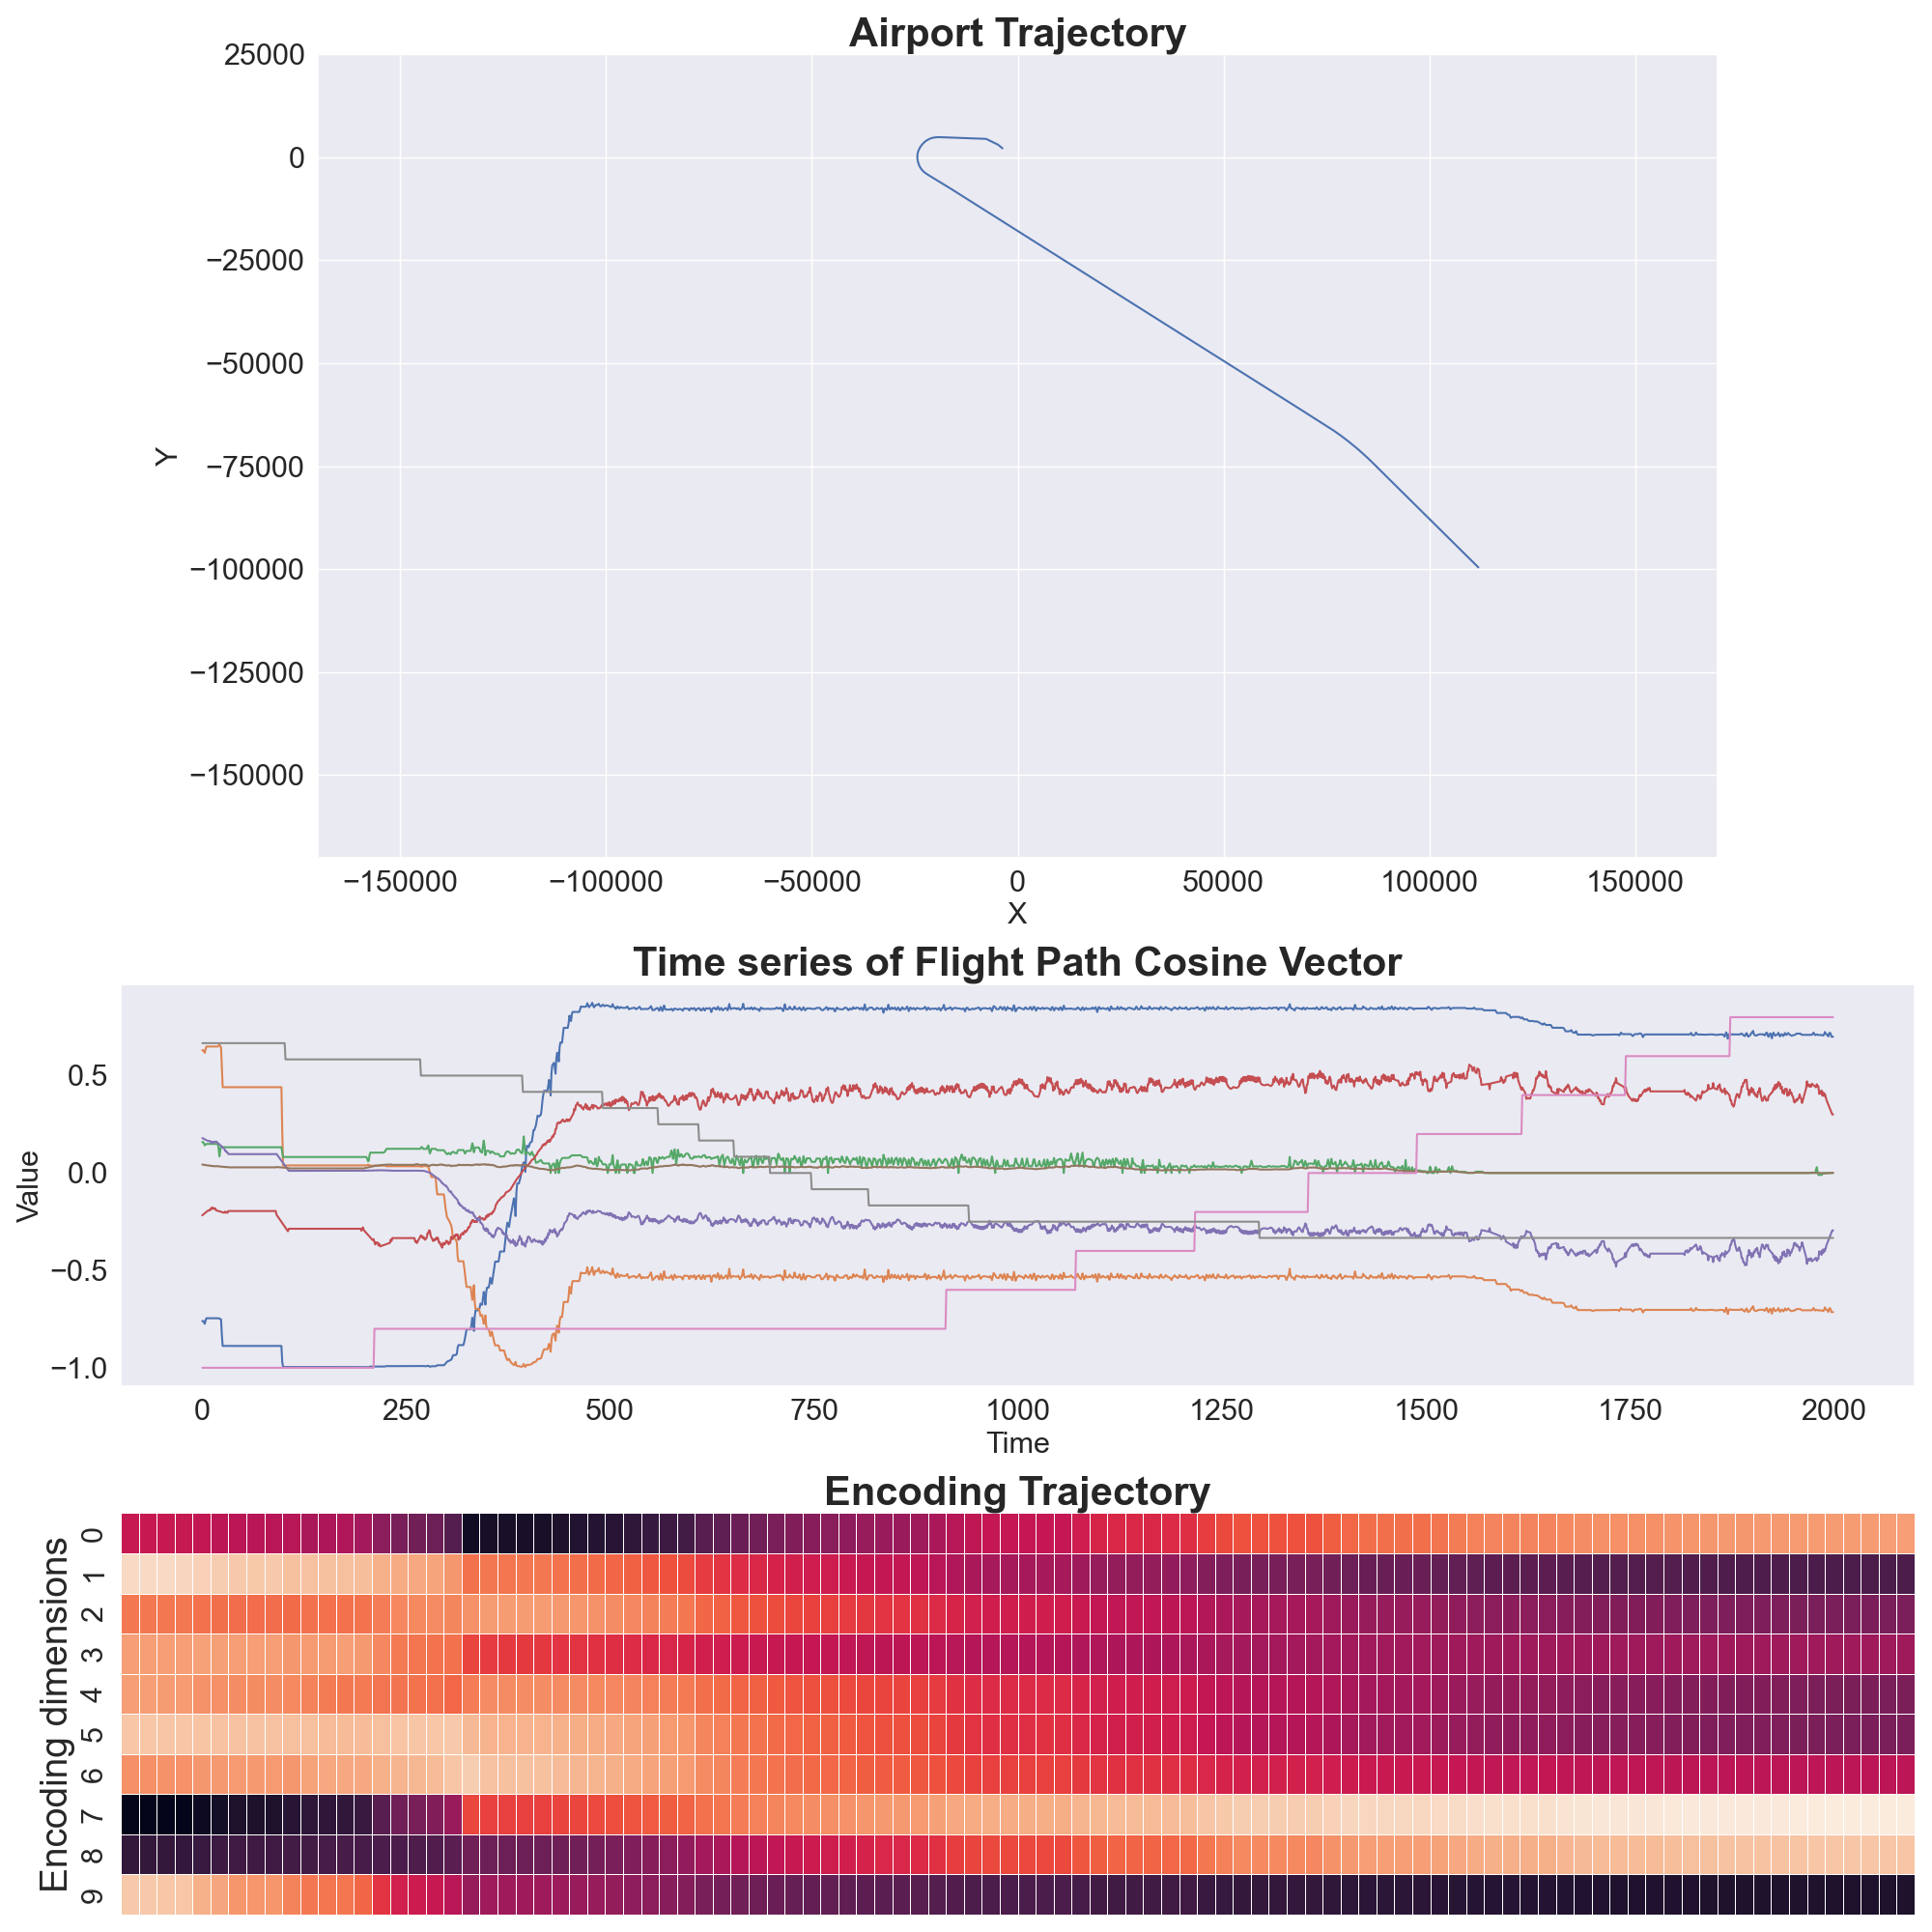 Airport Trajectory
25000
0
−25000
−50000
−75000
−100000
−125000
−150000
Y
−150000 −100000 −50000 0 50000 100000 150000
X
Time series of Flight Path Cosine Vector
0.5
0.0
−0.5
−1.0
Value
0 250 500 750 1000 1250 1500 1750 2000
Time
Encoding Trajectory
Encoding dimensions
0
1
2
3
4
5
6
7
8
9